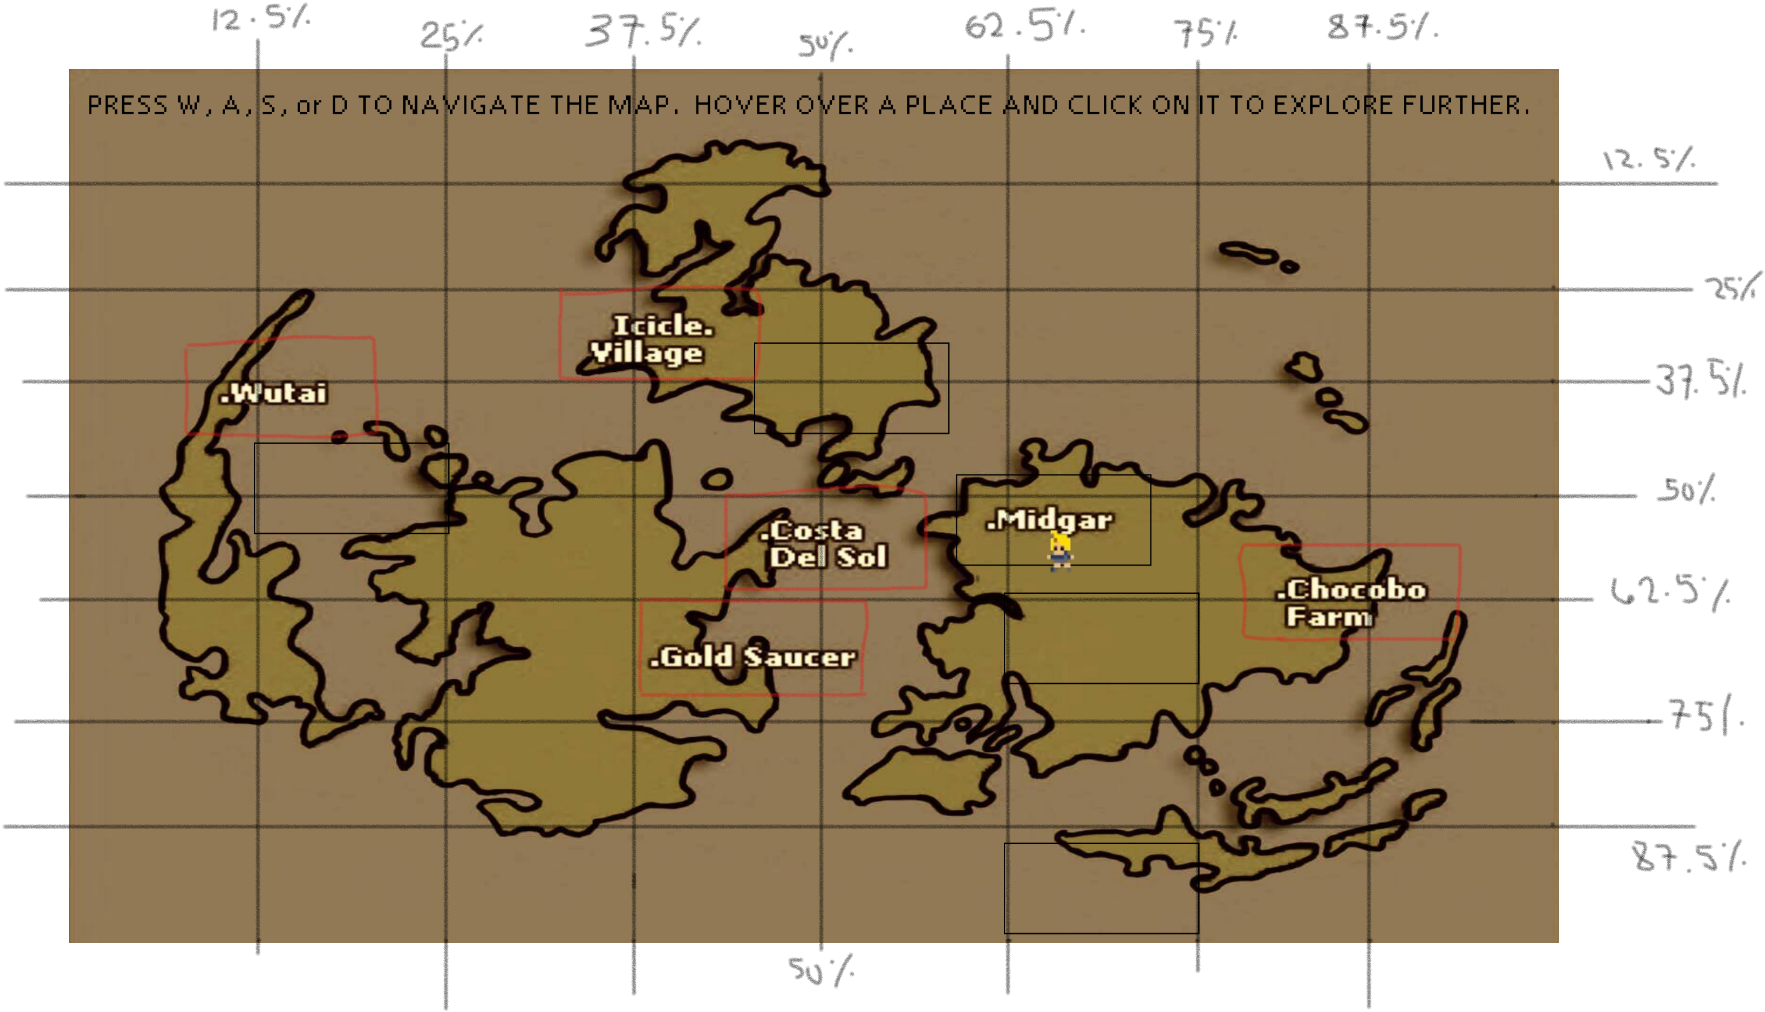 12.5%
25%
37.5%
50%
62.5%
75%
87.5%
PRESS W, A, S, or D TO NAVIGATE THE MAP. HOVER OVER A PLACE AND CLICK ON IT TO EXPLORE FURTHER.
12.5%
25%
Icicle.
Village
37.5%
.Wutai
50%
.Midgar
.Costa
Del Sol
.Chocobo
Farm
62.5%
.Gold Saucer
75%
87.5%
50%